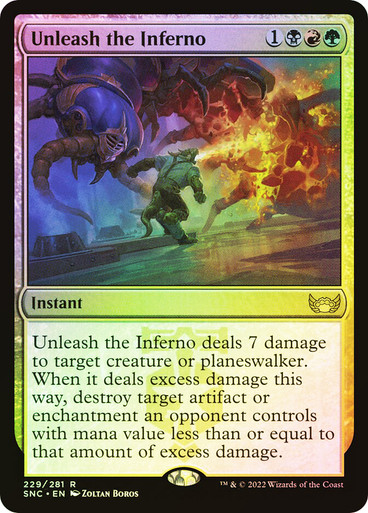 Unleash the Inferno 1
Instant
Unleash the Inferno deals 7 damage
to target creature or planeswalker.
When it deals excess damage this
way, destroy target artifact or
enchantment an opponent controls
with mana value less than or equal to
that amount of excess damage.
229/281 R
SNC • EN Zoltan Boros
™ & © 2022 Wizards of the Coast